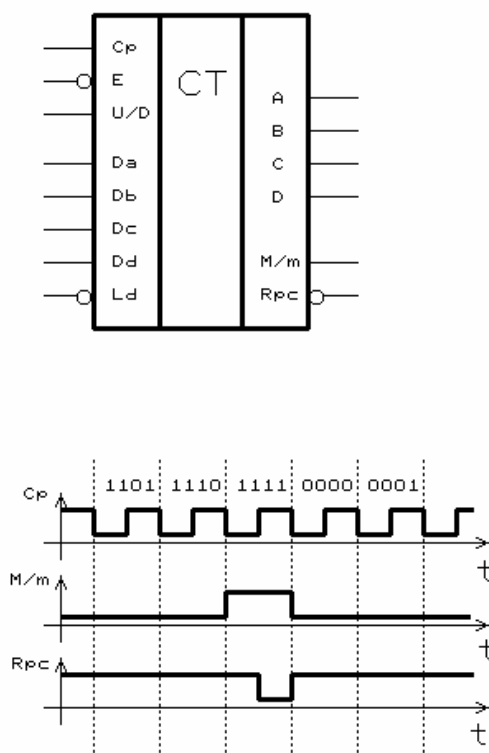 Cp
E
U/D
Da
Db
Dc
Dd
Ld
CT
A
B
C
D
M/m
Rpc
1101 1110 1111 0000 0001
Cp
t
M/m
t
Rpc
t